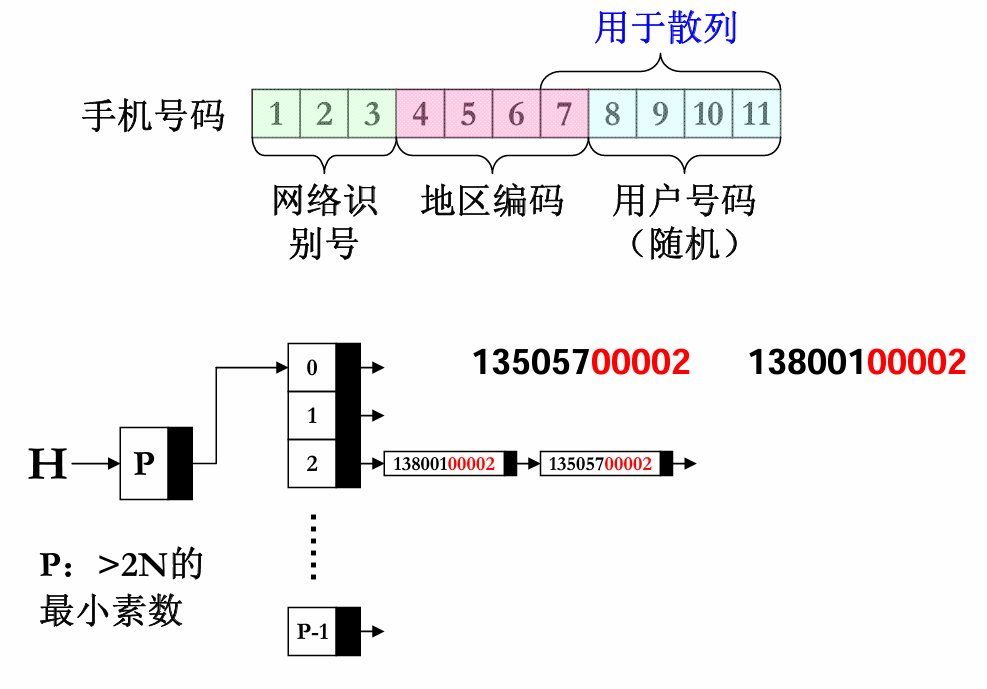 用于散列
手机号码 1 2 3 4 5 6 7 8 9 10 11
网络识别号
地区编码
用户号码
（随机）
0
13505700002 13800100002
1
H P 2 13800100002 13505700002
P：>2N的
最小素数
P-1